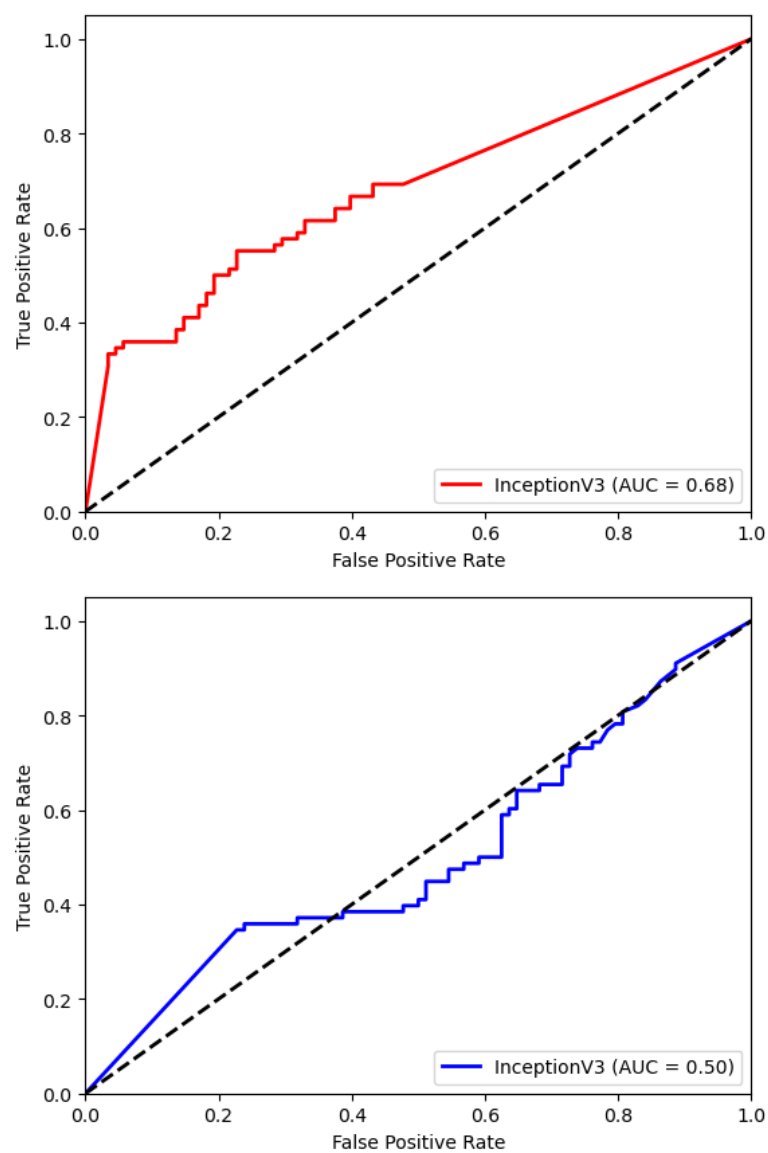 1.0
0.8
0.6
0.4
0.2
0.0
True Positive Rate
InceptionV3 (AUC = 0.68)
0.0 0.2 0.4 0.6 0.8 1.0
False Positive Rate
1.0
0.8
0.6
0.4
0.2
0.0
True Positive Rate
InceptionV3 (AUC = 0.50)
0.0 0.2 0.4 0.6 0.8 1.0
False Positive Rate